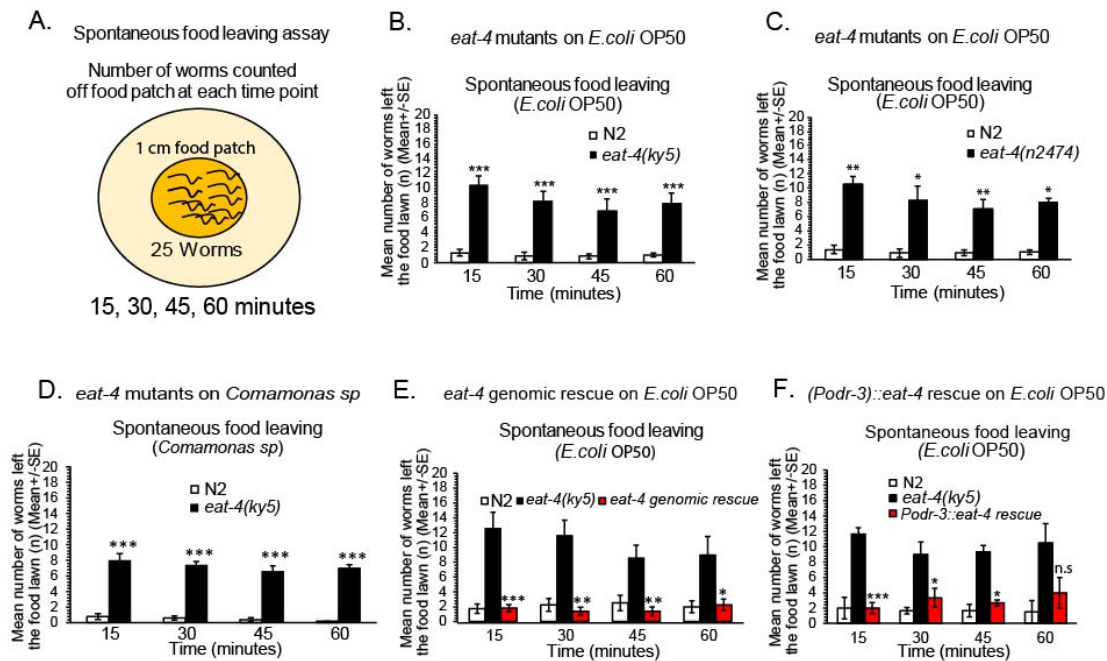 A.
Spontaneous food leaving assay
Number of worms counted
off food patch at each time point
1 cm food patch
25 Worms
15, 30, 45, 60 minutes
B.
eat-4 mutants on E.coli OP50
Spontaneous food leaving
(E.coli OP50)
Mean number of worms left
the food lawn (n) (Mean+/-SE)
20
18
16
14
12
10
8
6
4
2
0
N2
eat-4(ky5)
*** *** *** ***
15 30 45 60
Time (minutes)
C.
eat-4 mutants on E.coli OP50
Spontaneous food leaving
(E.coli OP50)
Mean number of worms left
the food lawn (n) (Mean+/-SE)
20
18
16
14
12
10
8
6
4
2
0
N2
eat-4(n2474)
** * ** *
15 30 45 60
Time (minutes)
D.
eat-4 mutants on Comamonas sp
Spontaneous food leaving
(Comamonas sp)
Mean number of worms left
the food lawn (n) (Mean+/-SE)
20
18
16
14
12
10
8
6
4
2
0
N2
eat-4(ky5)
*** *** *** ***
15 30 45 60
Time (minutes)
E.
eat-4 genomic rescue on E.coli OP50
Spontaneous food leaving
(E.coli OP50)
Mean number of worms left
the food lawn (n) (Mean+/-SE)
20
18
16
14
12
10
8
6
4
2
0
N2 eat-4(ky5) eat-4 genomic rescue
*** ** ** *
15 30 45 60
Time (minutes)
F.
(Podr-3)::eat-4 rescue on E.coli OP50
Spontaneous food leaving
(E.coli OP50)
Mean number of worms left
the food lawn (n) (Mean+/-SE)
20
18
16
14
12
10
8
6
4
2
0
N2
eat-4(ky5)
Podr-3::eat-4 rescue
*** * * n.s
15 30 45 60
Time (minutes)